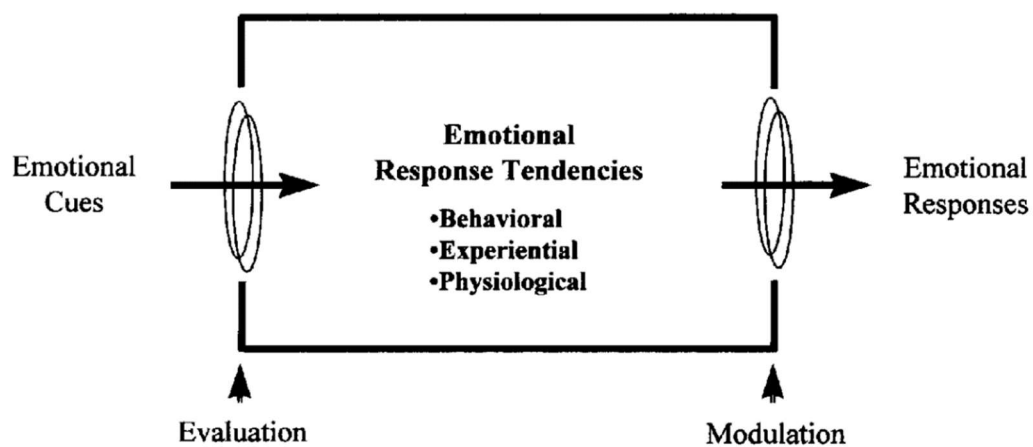 Emotional
Cues
Emotional
Response Tendencies
•Behavioral
•Experiential
•Physiological
Emotional
Responses
Evaluation
Modulation